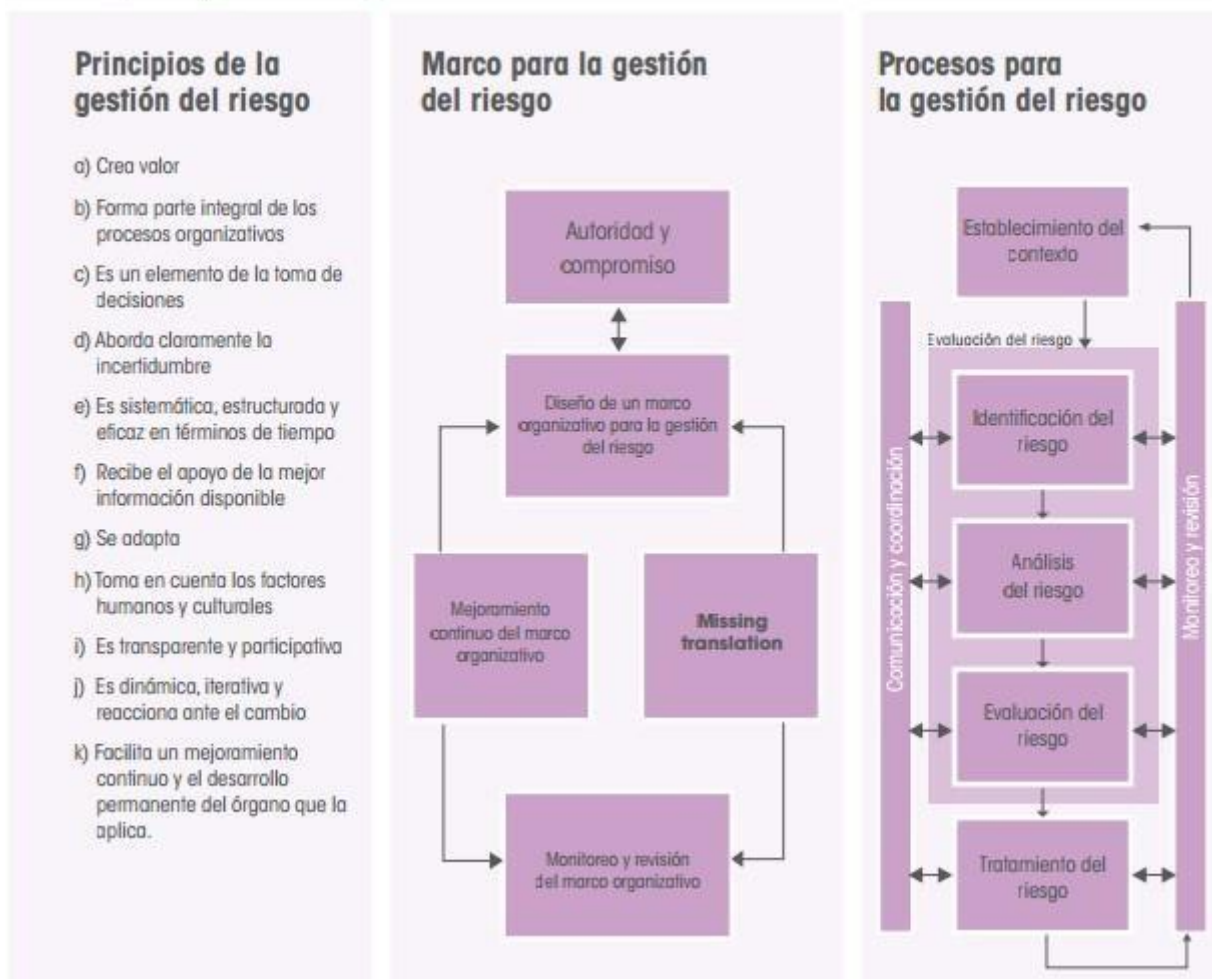 Principios de la
gestión del riesgo
a) Crea valor
b) Forma parte integral de los
procesos organizativos
c) Es un elemento de la toma de
decisiones
d) Aborda claramente la
incertidumbre
e) Es sistemática, estructurada y
eficaz en términos de tiempo
f) Recibe el apoyo de la mejor
información disponible
g) Se adapta
h) Toma en cuenta los factores
humanos y culturales
i) Es transparente y participativa
j) Es dinámica, iterativa y
reacciona ante el cambio
k) Facilita un mejoramiento
continuo y el desarrollo
permanente del órgano que la
aplica.
Marco para la gestión
del riesgo
Autoridad y
compromiso
Diseño de un marco
organizativo para la gestión
del riesgo
Mejoramiento
continuo del marco
organizativo
Missing
translation
Monitoreo y revisión
del marco organizativo
Procesos para
la gestión del riesgo
Establecimiento del
contexto
Evaluación del riesgo
Comunicación y coordinación
Identificación del
riesgo
Análisis
del riesgo
Evaluación del
riesgo
Tratamiento del
riesgo
Monitoreo y revisión